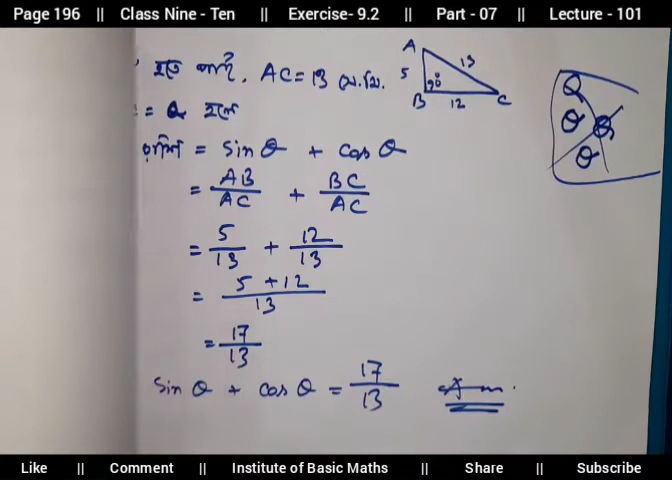 Page 196 || Class Nine - Ten || Exercise- 9.2 || Part - 07 || Lecture - 101
হতে পাই, AC = 13 সে.মি.
= θ হলে
A
5
13
90°
B
12
C
θ
θ θ
θ
= sin θ + cos θ
= AB/AC + BC/AC
= 5/13 + 12/13
= 5 + 12/13
= 17/13
sin θ + cos θ = 17/13 Ans.
Like || Comment || Institute of Basic Maths || Share || Subscribe